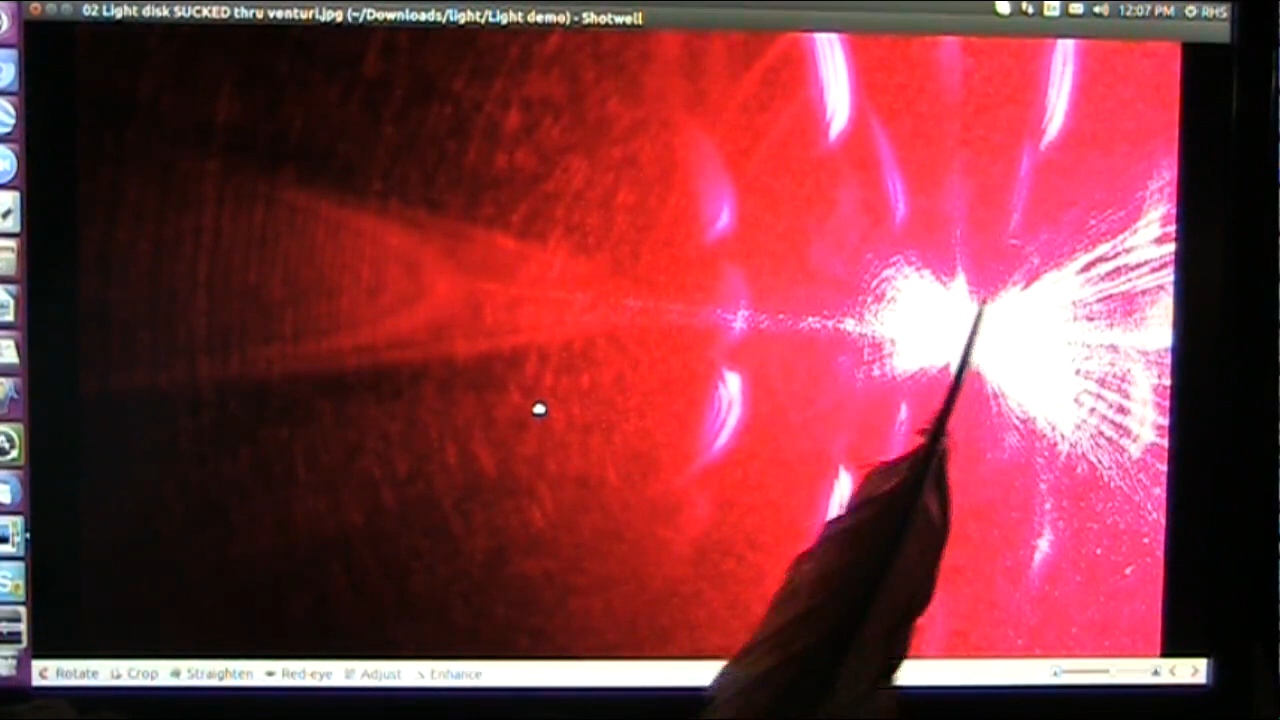 02 Light disk SUCKED thru venturi.jpg (~/Downloads/light/Light demo) - Shotwell
12:07 PM RHS
Rotate Crop Straighten Red-eye Adjust Enhance